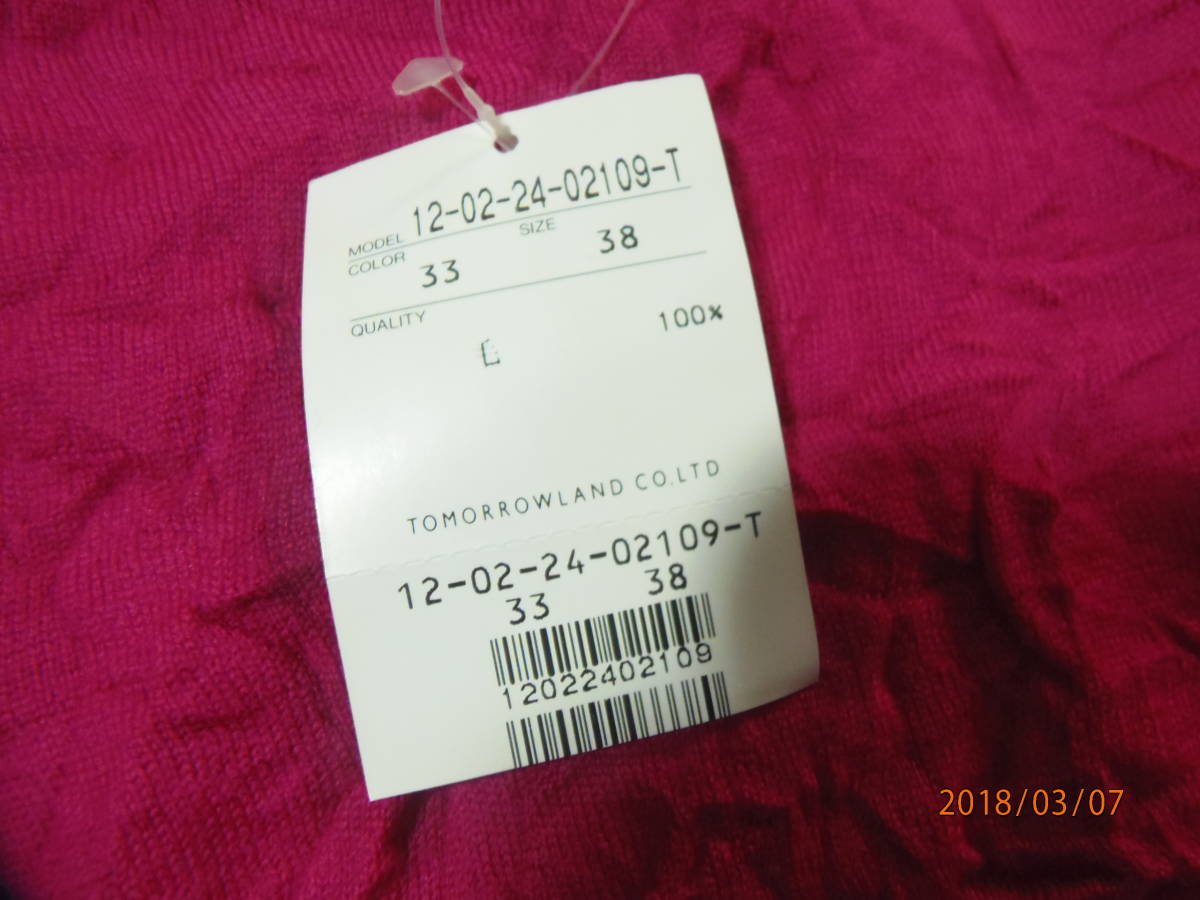 MODEL 12-02-24-02109-T
COLOR 33 SIZE 38
QUALITY
100%
TOMORROWLAND CO.LTD
12-02-24-02109-T
33 38
12022402109
2018/03/07